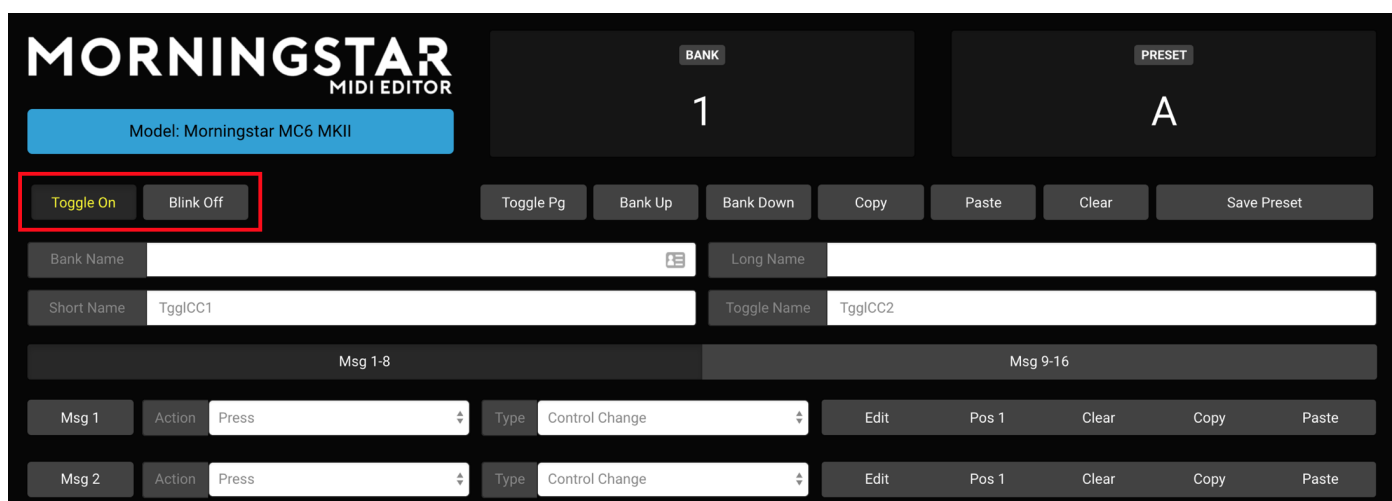 MORNINGSTAR
MIDI EDITOR
Model: Morningstar MC6 MKII
BANK
1
PRESET
A
Toggle On Blink Off Toggle Pg Bank Up Bank Down Copy Paste Clear Save Preset
Bank Name Long Name
Short Name TgglCC1 Toggle Name TgglCC2
Msg 1-8 Msg 9-16
Msg 1 Action Press Type Control Change Edit Pos 1 Clear Copy Paste
Msg 2 Action Press Type Control Change Edit Pos 1 Clear Copy Paste